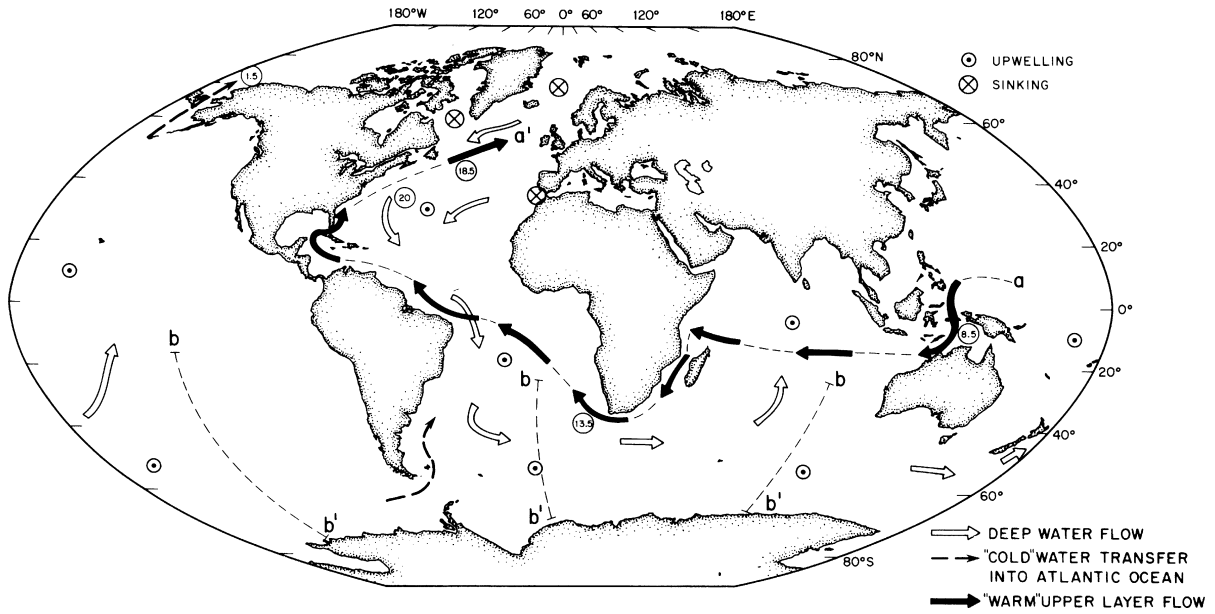 180°W 120° 60° 0° 60° 120° 180°E
80°N
UPWELLING
SINKING
1.5
60°
a'
18.5
40°
20
20°
a
0°
8.5
b
b
b
20°
13.5
40°
60°
b'
b'
b'
80°S
DEEP WATER FLOW
"COLD" WATER TRANSFER
INTO ATLANTIC OCEAN
"WARM" UPPER LAYER FLOW